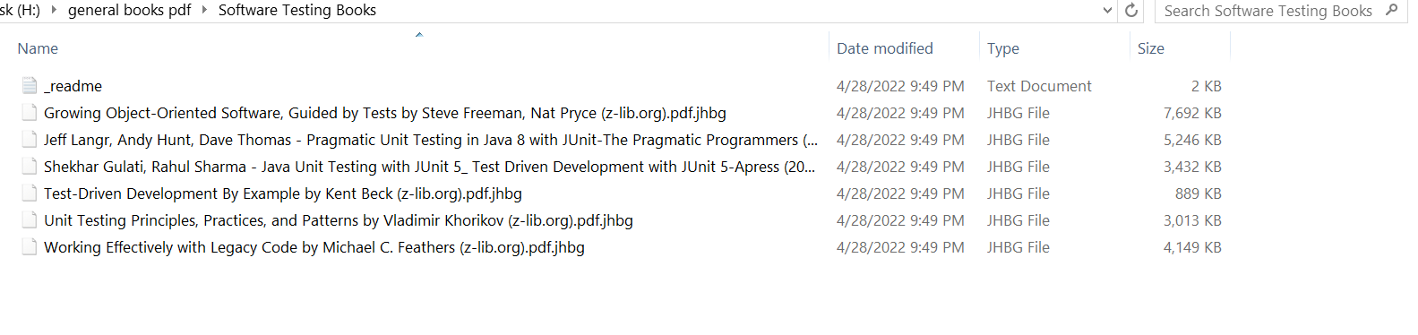 sk (H:) > general books pdf > Software Testing Books Search Software Testing Books
Name Date modified Type Size
_readme 4/28/2022 9:49 PM Text Document 2 KB
Growing Object-Oriented Software, Guided by Tests by Steve Freeman, Nat Pryce (z-lib.org).pdf.jhbg 4/28/2022 9:49 PM JHBG File 7,692 KB
Jeff Langr, Andy Hunt, Dave Thomas - Pragmatic Unit Testing in Java 8 with JUnit-The Pragmatic Programmers (... 4/28/2022 9:49 PM JHBG File 5,246 KB
Shekhar Gulati, Rahul Sharma - Java Unit Testing with JUnit 5_ Test Driven Development with JUnit 5-Apress (20... 4/28/2022 9:49 PM JHBG File 3,432 KB
Test-Driven Development By Example by Kent Beck (z-lib.org).pdf.jhbg 4/28/2022 9:49 PM JHBG File 889 KB
Unit Testing Principles, Practices, and Patterns by Vladimir Khorikov (z-lib.org).pdf.jhbg 4/28/2022 9:49 PM JHBG File 3,013 KB
Working Effectively with Legacy Code by Michael C. Feathers (z-lib.org).pdf.jhbg 4/28/2022 9:49 PM JHBG File 4,149 KB